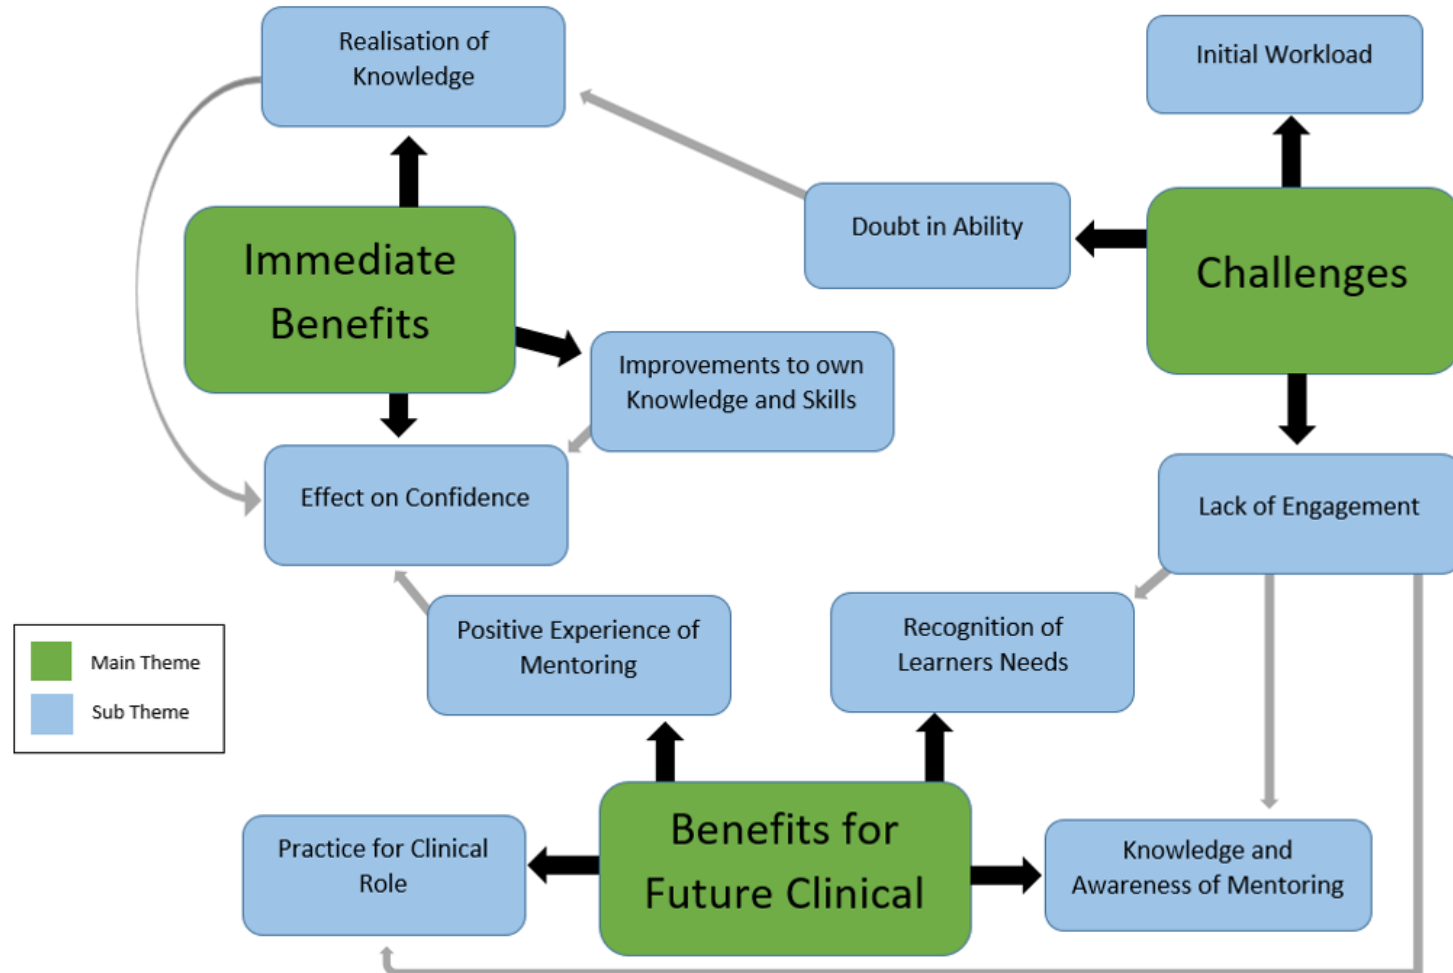 Realisation of
Knowledge
Initial Workload
Doubt in Ability
Immediate
Benefits
Challenges
Improvements to own
Knowledge and Skills
Effect on Confidence
Lack of Engagement
Positive Experience of
Mentoring
Recognition of
Learners Needs
Main Theme
Sub Theme
Benefits for
Future Clinical
Practice for Clinical
Role
Knowledge and
Awareness of Mentoring